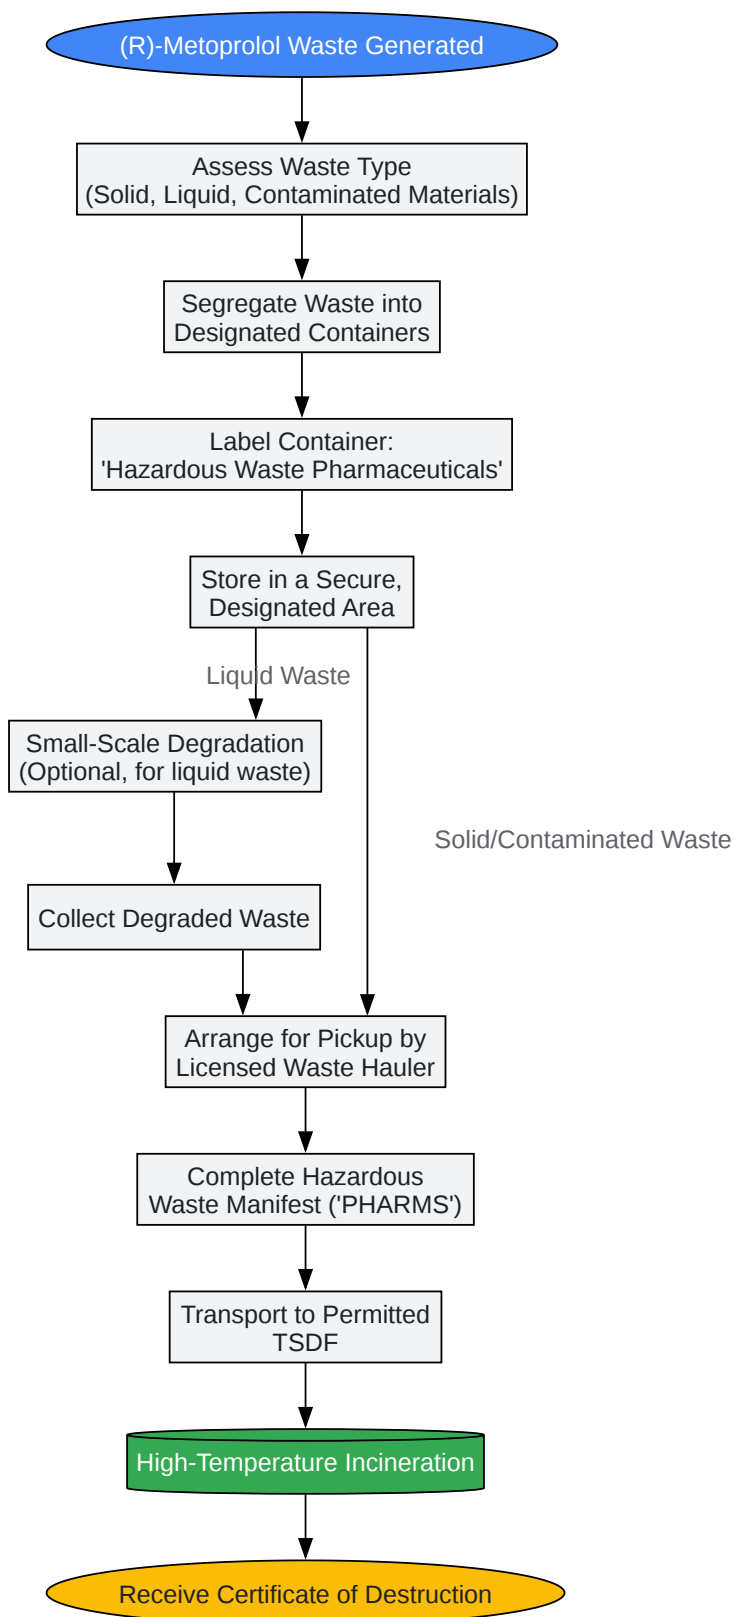 (R)-Metoprolol Waste Generated
Assess Waste Type
(Solid, Liquid, Contaminated Materials)
Segregate Waste into
Designated Containers
Label Container:
'Hazardous Waste Pharmaceuticals'
Store in a Secure,
Designated Area
Liquid Waste
Small-Scale Degradation
(Optional, for liquid waste)
Solid/Contaminated Waste
Collect Degraded Waste
Arrange for Pickup by
Licensed Waste Hauler
Complete Hazardous
Waste Manifest ('PHARMS')
Transport to Permitted
TSDF
High-Temperature Incineration
Receive Certificate of Destruction